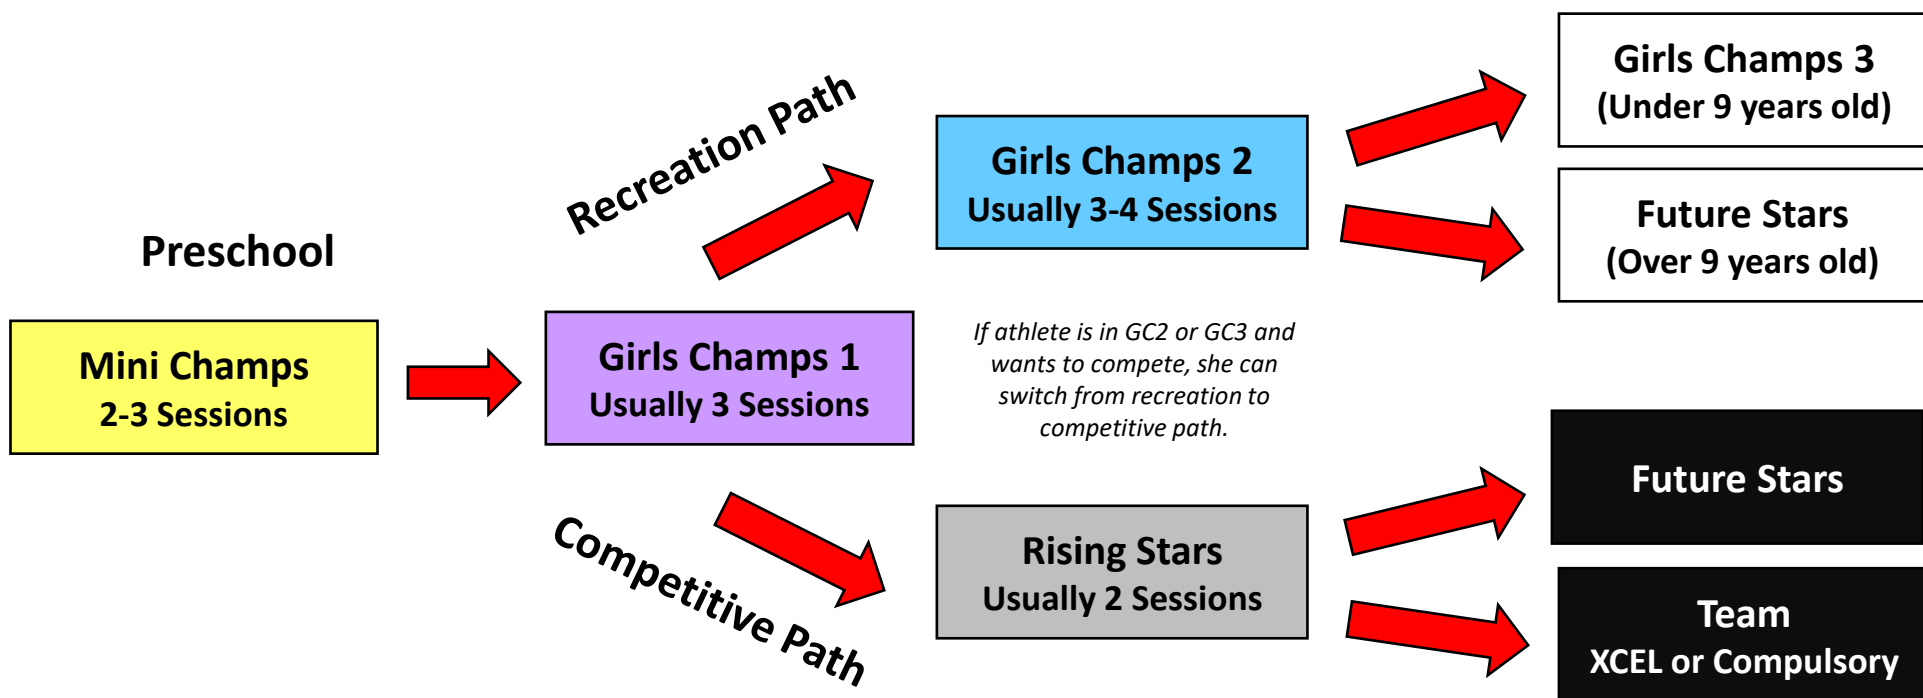 Preschool
Mini Champs
2-3 Sessions
Girls Champs 1
Usually 3 Sessions
Recreation Path
Girls Champs 2
Usually 3-4 Sessions
Girls Champs 3
(Under 9 years old)
Future Stars
(Over 9 years old)
If athlete is in GC2 or GC3 and
wants to compete, she can
switch from recreation to
competitive path.
Competitive Path
Rising Stars
Usually 2 Sessions
Future Stars
Team
XCEL or Compulsory